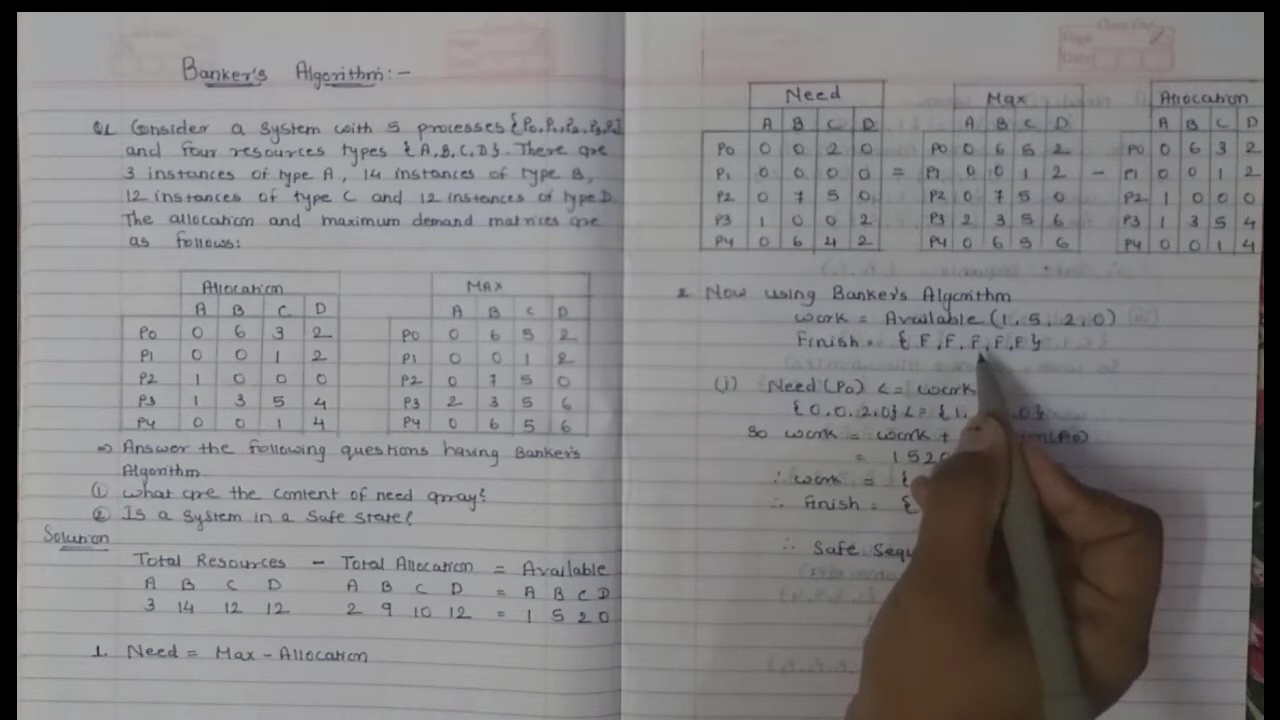 Banker's Algorithm:-
Q1 Consider a system with 5 processes {P0, P1, P2, P3, P4}
and four resources types {A,B,C,D}. There are
3 instances of type A, 14 instances of type B,
12 instances of type C and 12 instances of type D.
The allocation and maximum demand matrices are
as follows:
Allocation
A B C D
P0 0 6 3 2
P1 0 0 1 2
P2 1 0 0 0
P3 1 3 5 4
P4 0 0 1 4
MAX
A B C D
P0 0 6 5 2
P1 0 0 1 2
P2 0 7 5 0
P3 2 3 5 6
P4 0 6 5 6
=> Answer the following questions having Banker's
Algorithm
① What are the content of need array?
② Is a system in a safe state?
Solution
Total Resources - Total Allocation = Available
A B C D A B C D = A B C D
3 14 12 12 2 9 10 12 = 1 5 2 0
1. Need = Max - Allocation
Need Max Allocation
A B C D A B C D A B C D
P0 0 0 2 0 P0 0 6 5 2 P0 0 6 3 2
P1 0 0 0 0 = P1 0 0 1 2 - P1 0 0 1 2
P2 0 7 5 0 P2 0 7 5 0 P2 1 0 0 0
P3 1 0 0 2 P3 2 3 5 6 P3 1 3 5 4
P4 0 6 4 2 P4 0 6 5 6 P4 0 0 1 4
2. Now using Banker's Algorithm
work = Available (1, 5, 2, 0)
Finish = { F, F, F, F, F }
(i) Need (P0) <= work
{0, 0, 2, 0} <= {1, 0}
So work = work + (P0)
= 1 5 2 0
∴ work = {
∴ Finish = {
∴ Safe